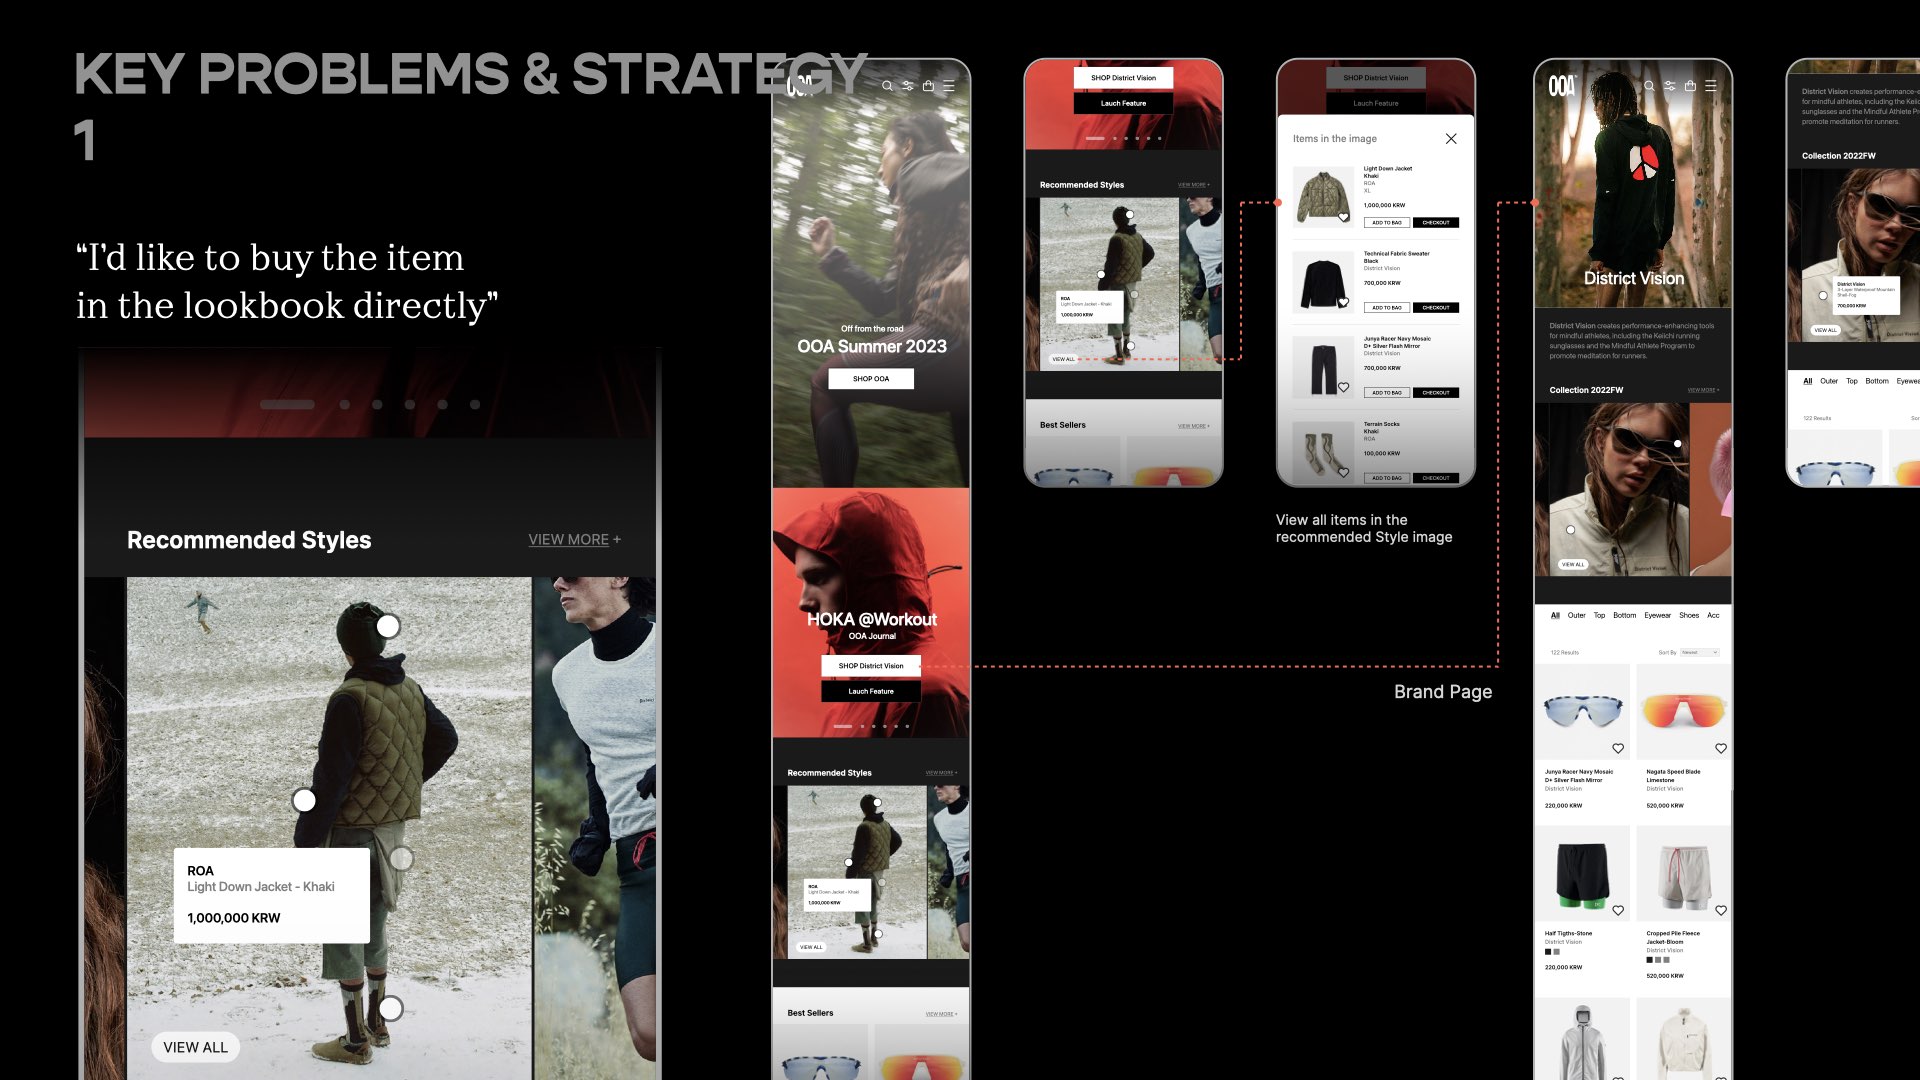 KEY PROBLEMS & STRATEGY
1
“I’d like to buy the item
in the lookbook directly”
Recommended Styles
VIEW MORE +
ROA
Light Down Jacket - Khaki
1,000,000 KRW
VIEW ALL
OOA
Off from the road
OOA Summer 2023
SHOP OOA
HOKA @Workout
OOA Journal
SHOP District Vision
Lauch Feature
Recommended Styles
VIEW MORE +
ROA
Light Down Jacket - Khaki
1,000,000 KRW
VIEW ALL
Best Sellers
VIEW MORE +
SHOP District Vision
Lauch Feature
Recommended Styles
VIEW MORE +
ROA
Light Down Jacket - Khaki
1,000,000 KRW
VIEW ALL
Best Sellers
VIEW MORE +
SHOP District Vision
Lauch Feature
Items in the image
Light Down Jacket
Khaki
ROA
XL
1,000,000 KRW
ADD TO BAG
CHECKOUT
Technical Fabric Sweater
Black
District Vision
700,000 KRW
ADD TO BAG
CHECKOUT
Junya Racer Navy Mosaic
D+ Silver Flash Mirror
District Vision
700,000 KRW
ADD TO BAG
CHECKOUT
Terrain Socks
Khaki
ROA
100,000 KRW
ADD TO BAG
CHECKOUT
View all items in the
recommended Style image
Brand Page
OOA
District Vision
District Vision creates performance-enhancing tools
for mindful athletes, including the Keiichi running
sunglasses and the Mindful Athlete Program to
promote meditation for runners.
Collection 2022FW
VIEW MORE +
District Vision
VIEW ALL
All Outer Top Bottom Eyewear Shoes Acc
122 Results
Sort By
Newest
Junya Racer Navy Mosaic
D+ Silver Flash Mirror
District Vision
220,000 KRW
Nagata Speed Blade
Limestone
District Vision
520,000 KRW
Half Tigths-Stone
District Vision
220,000 KRW
Cropped Pile Fleece
Jacket-Bloom
District Vision
520,000 KRW
District Vision creates performance-e
for mindful athletes, including the Keiic
sunglasses and the Mindful Athlete Pr
promote meditation for runners.
Collection 2022FW
District Vision
3-Layer Waterproof Mountain
Shell-Fog
700,000 KRW
VIEW ALL
All Outer Top Bottom Eyewea
122 Results
Sor